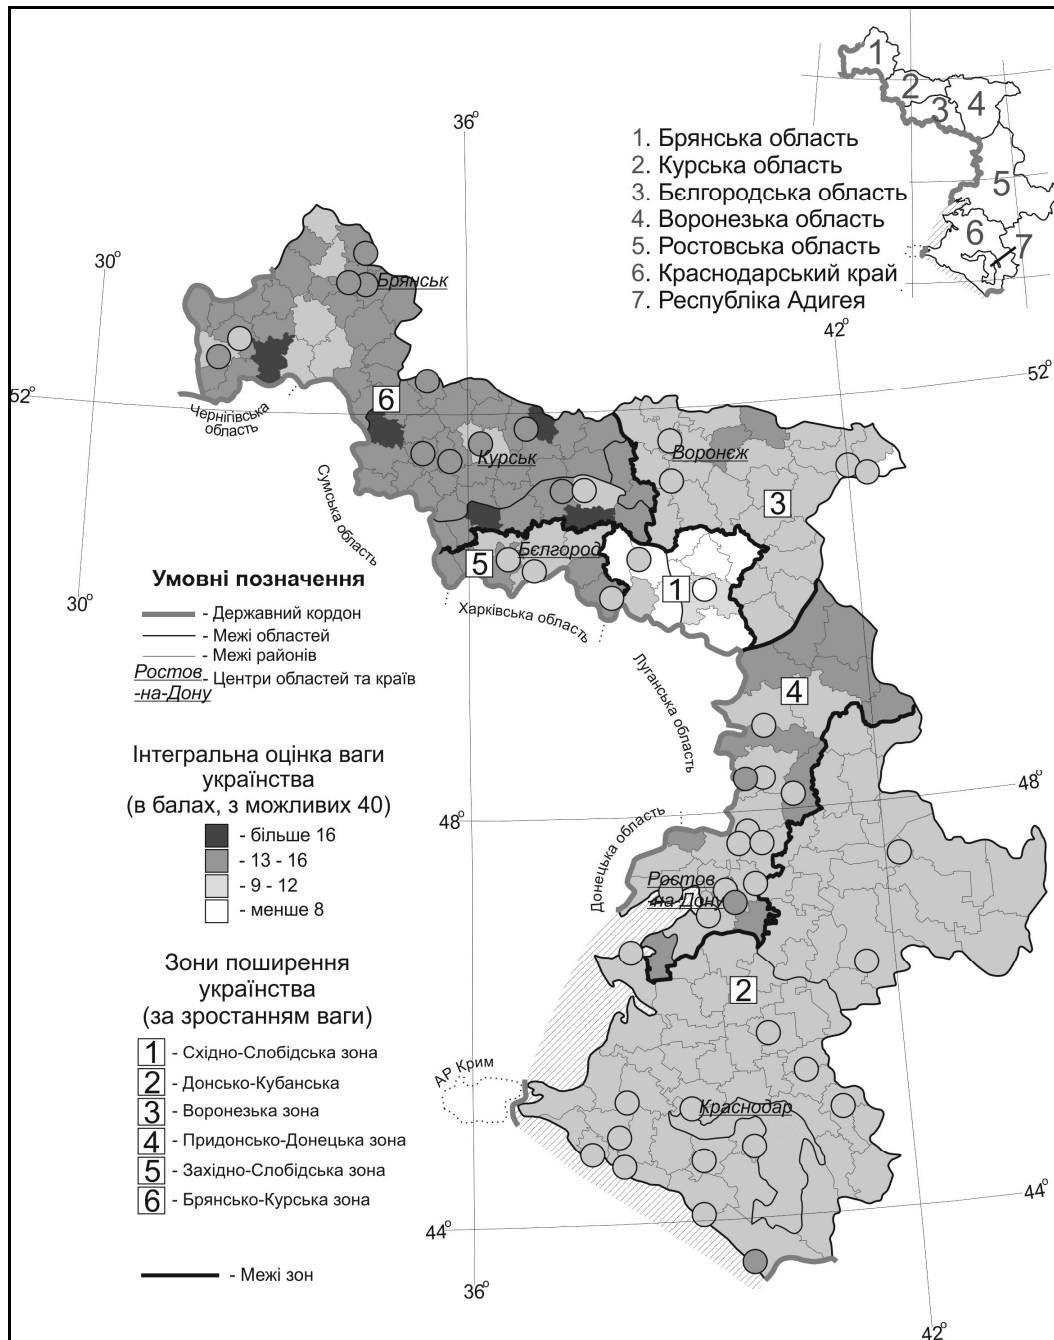 1
2
3
4
5
6
7
1. Брянська область
2. Курська область
3. Бєлгородська область
4. Воронезька область
5. Ростовська область
6. Краснодарський край
7. Республіка Адигея
36°
30°
42°
52°
52°
Брянськ
6
Чернігівська
область
Курськ
Воронєж
Сумська область
3
Бєлгород
5
1
Харківська область
30°
Умовні позначення
- Державний кордон
- Межі областей
- Межі районів
Ростов
-на-Дону - Центри областей та країв
Луганська область
4
Інтегральна оцінка ваги
українства
(в балах, з можливих 40)
- більше 16
- 13 - 16
- 9 - 12
- менше 8
48°
48°
Донецька область
Ростов
-на-Дону
Зони поширення
українства
(за зростанням ваги)
1 - Східно-Слобідська зона
2 - Донсько-Кубанська
3 - Воронезька зона
4 - Придонсько-Донецька зона
5 - Західно-Слобідська зона
6 - Брянсько-Курська зона
- Межі зон
2
АР Крим
Краснодар
44°
44°
36°
42°